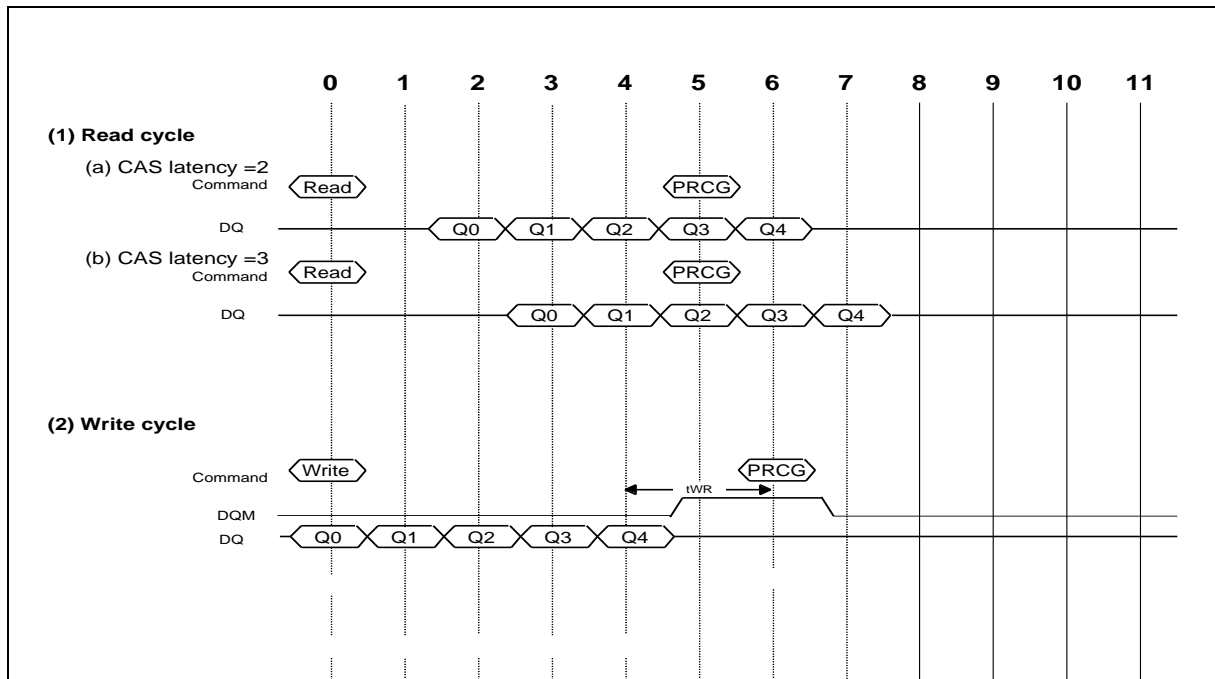 0 1 2 3 4 5 6 7 8 9 10 11
(1) Read cycle
(a) CAS latency =2
Command Read PRCG
DQ Q0 Q1 Q2 Q3 Q4
(b) CAS latency =3
Command Read PRCG
DQ Q0 Q1 Q2 Q3 Q4
(2) Write cycle
Command Write PRCG
tWR
DQM
DQ Q0 Q1 Q2 Q3 Q4